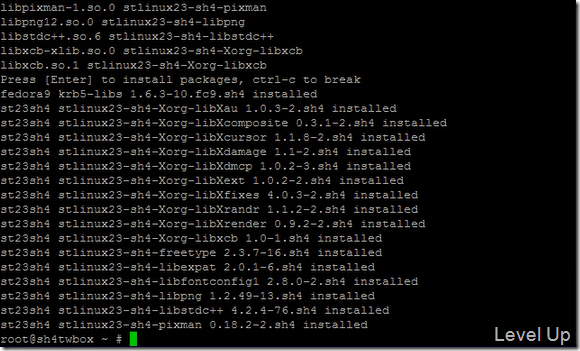 libpixman-1.so.0 stlinux23-sh4-pixman
libpng12.so.0 stlinux23-sh4-libpng
libstdc++.so.6 stlinux23-sh4-libstdc++
libxcb-xlib.so.0 stlinux23-sh4-Xorg-libxcb
libxcb.so.1 stlinux23-sh4-Xorg-libxcb
Press [Enter] to install packages, ctrl-c to break
fedora9 krb5-libs 1.6.3-10.fc9.sh4 installed
st23sh4 stlinux23-sh4-Xorg-libXau 1.0.3-2.sh4 installed
st23sh4 stlinux23-sh4-Xorg-libXcomposite 0.3.1-2.sh4 installed
st23sh4 stlinux23-sh4-Xorg-libXcursor 1.1.8-2.sh4 installed
st23sh4 stlinux23-sh4-Xorg-libXdamage 1.1-2.sh4 installed
st23sh4 stlinux23-sh4-Xorg-libXdmcp 1.0.2-3.sh4 installed
st23sh4 stlinux23-sh4-Xorg-libXext 1.0.2-2.sh4 installed
st23sh4 stlinux23-sh4-Xorg-libXfixes 4.0.3-2.sh4 installed
st23sh4 stlinux23-sh4-Xorg-libXrandr 1.1.2-2.sh4 installed
st23sh4 stlinux23-sh4-Xorg-libXrender 0.9.2-2.sh4 installed
st23sh4 stlinux23-sh4-Xorg-libxcb 1.0-1.sh4 installed
st23sh4 stlinux23-sh4-freetype 2.3.7-16.sh4 installed
st23sh4 stlinux23-sh4-libexpat 2.0.1-6.sh4 installed
st23sh4 stlinux23-sh4-libfontconfig1 2.8.0-2.sh4 installed
st23sh4 stlinux23-sh4-libpng 1.2.49-13.sh4 installed
st23sh4 stlinux23-sh4-libstdc++ 4.2.4-76.sh4 installed
st23sh4 stlinux23-sh4-pixman 0.18.2-2.sh4 installed
root@sh4twbox ~ #
Level Up